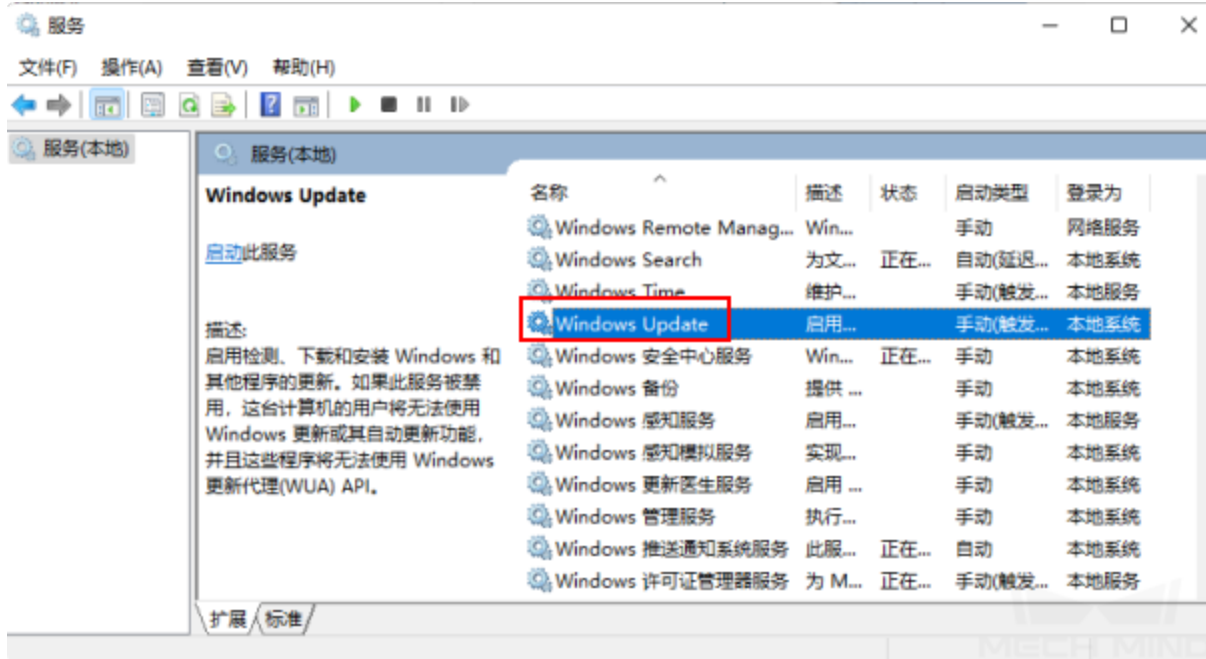 服务
文件(F) 操作(A) 查看(V) 帮助(H)
服务(本地)
服务(本地)
Windows Update
启动此服务
描述:
启用检测、下载和安装 Windows 和
其他程序的更新。如果此服务被禁
用，这台计算机的用户将无法使用
Windows 更新或其自动更新功能，
并且这些程序将无法使用 Windows
更新代理(WUA) API。
名称 描述 状态 启动类型 登录为
Windows Remote Manag... Win... 手动 网络服务
Windows Search 为文... 正在... 自动(延迟... 本地系统
Windows Time 维护... 手动(触发... 本地服务
Windows Update 启用... 手动(触发... 本地系统
Windows 安全中心服务 Win... 正在... 手动 本地系统
Windows 备份 提供 ... 手动 本地系统
Windows 感知服务 启用... 手动(触发... 本地服务
Windows 感知模拟服务 实现... 手动 本地系统
Windows 更新医生服务 启用 ... 手动 本地系统
Windows 管理服务 执行... 手动 本地系统
Windows 推送通知系统服务 此服... 正在... 自动 本地系统
Windows 许可证管理器服务 为 M... 正在... 手动(触发... 本地服务
扩展 标准
MECH MIND